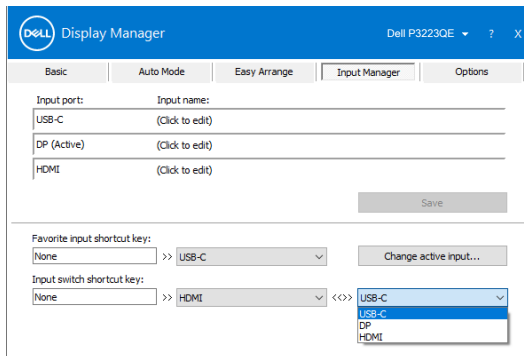 DELL Display Manager Dell P3223QE ? X
Basic Auto Mode Easy Arrange Input Manager Options
Input port: Input name:
USB-C (Click to edit)
DP (Active) (Click to edit)
HDMI (Click to edit)
Save
Favorite input shortcut key:
None >> USB-C Change active input...
Input switch shortcut key:
None >> HDMI <<>> USB-C
USB-C
DP
HDMI